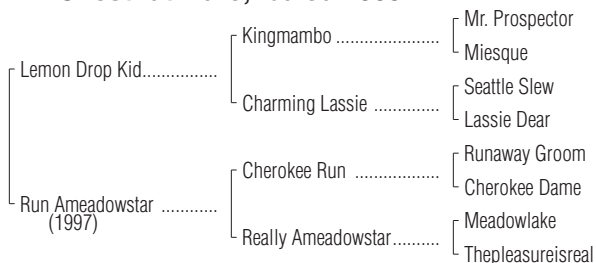 Kingmambo ....................
Mr. Prospector
Miesque
Lemon Drop Kid...............
Charming Lassie .............
Seattle Slew
Lassie Dear
Cherokee Run .................
Runaway Groom
Cherokee Dame
Run Ameadowstar ...........
(1997)
Really Ameadowstar..........
Meadowlake
Thepleasureisreal